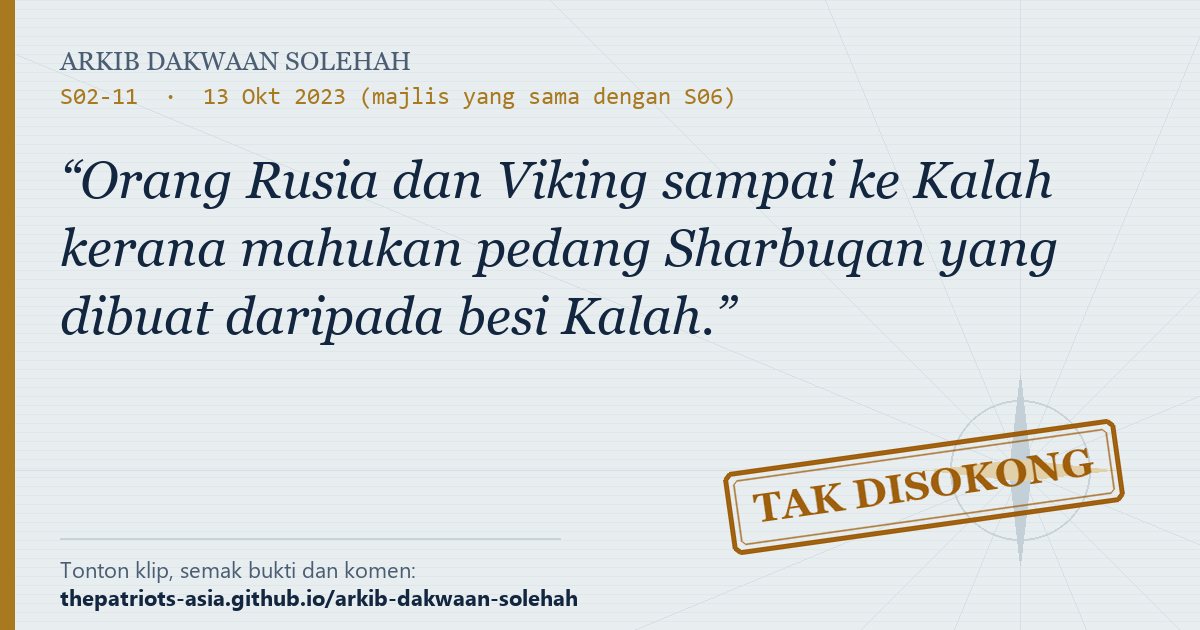 ARKIB DAKWAAN SOLEHAH
S02-11 · 13 Okt 2023 (majlis yang sama dengan S06)
“Orang Rusia dan Viking sampai ke Kalah
kerana mahukan pedang Sharbuqan yang
dibuat daripada besi Kalah.”
TAK DISOKONG
Tonton klip, semak bukti dan komen:
thepatriots-asia.github.io/arkib-dakwaan-solehah